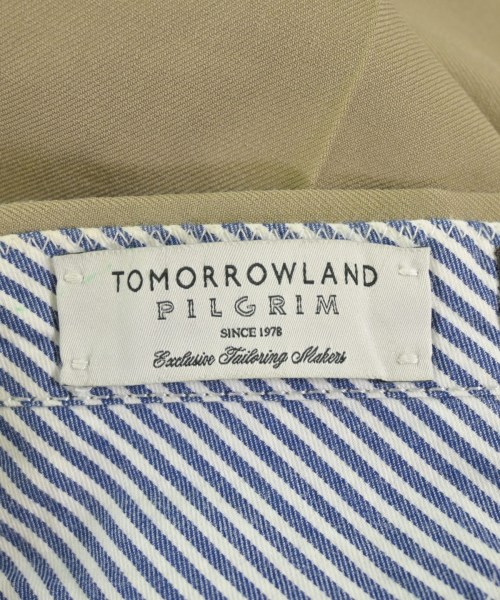 TOMORROWLAND
PILGRIM
SINCE 1978
Exclusive Tailoring Makers